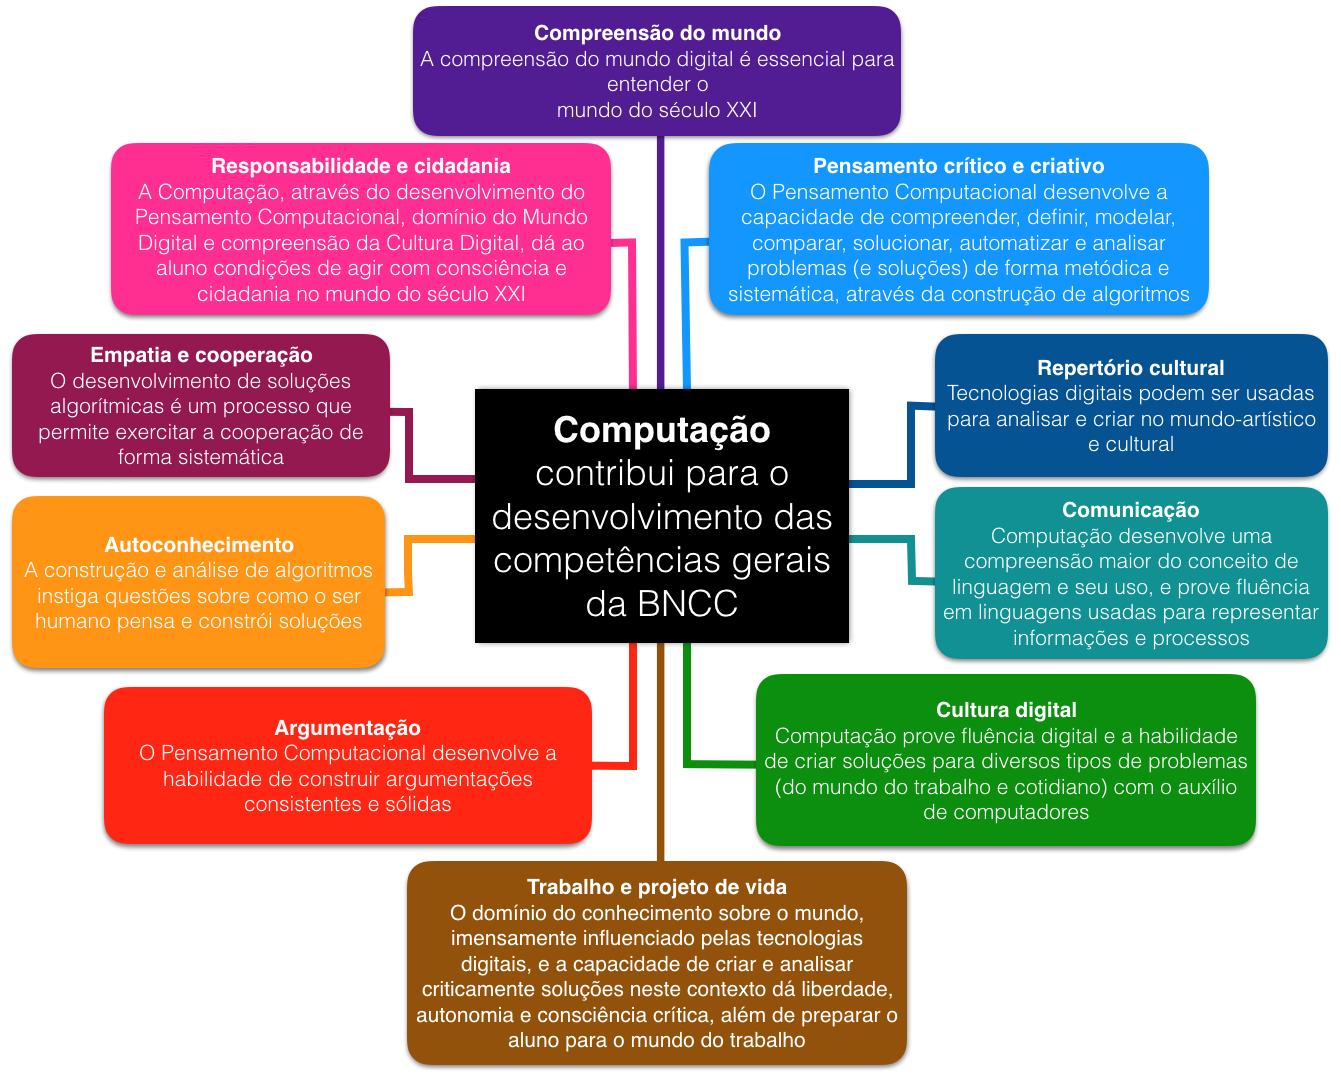 Compreensão do mundo
A compreensão do mundo digital é essencial para
entender o
mundo do século XXI
Responsabilidade e cidadania
A Computação, através do desenvolvimento do
Pensamento Computacional, domínio do Mundo
Digital e compreensão da Cultura Digital, dá ao
aluno condições de agir com consciência e
cidadania no mundo do século XXI
Pensamento crítico e criativo
O Pensamento Computacional desenvolve a
capacidade de compreender, definir, modelar,
comparar, solucionar, automatizar e analisar
problemas (e soluções) de forma metódica e
sistemática, através da construção de algoritmos
Empatia e cooperação
O desenvolvimento de soluções
algorítmicas é um processo que
permite exercitar a cooperação de
forma sistemática
Repertório cultural
Tecnologias digitais podem ser usadas
para analisar e criar no mundo-artístico
e cultural
Computação
contribui para o
desenvolvimento das
competências gerais
da BNCC
Autoconhecimento
A construção e análise de algoritmos
instiga questões sobre como o ser
humano pensa e constrói soluções
Comunicação
Computação desenvolve uma
compreensão maior do conceito de
linguagem e seu uso, e prove fluência
em linguagens usadas para representar
informações e processos
Argumentação
O Pensamento Computacional desenvolve a
habilidade de construir argumentações
consistentes e sólidas
Cultura digital
Computação prove fluência digital e a habilidade
de criar soluções para diversos tipos de problemas
(do mundo do trabalho e cotidiano) com o auxílio
de computadores
Trabalho e projeto de vida
O domínio do conhecimento sobre o mundo,
imensamente influenciado pelas tecnologias
digitais, e a capacidade de criar e analisar
criticamente soluções neste contexto dá liberdade,
autonomia e consciência crítica, além de preparar o
aluno para o mundo do trabalho